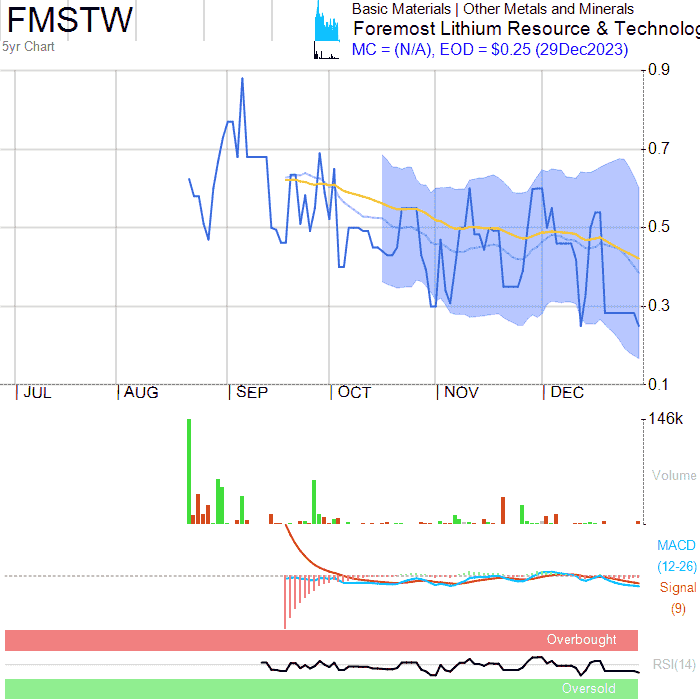 FMSTW
5yr Chart
Basic Materials | Other Metals and Minerals
Foremost Lithium Resource & Technolog
MC = (N/A), EOD = $0.25 (29Dec2023)
0.9
0.7
0.5
0.3
0.1
JUL AUG SEP OCT NOV DEC
146k
Volume
MACD
(12-26)
Signal
(9)
Overbought
RSI(14)
Oversold